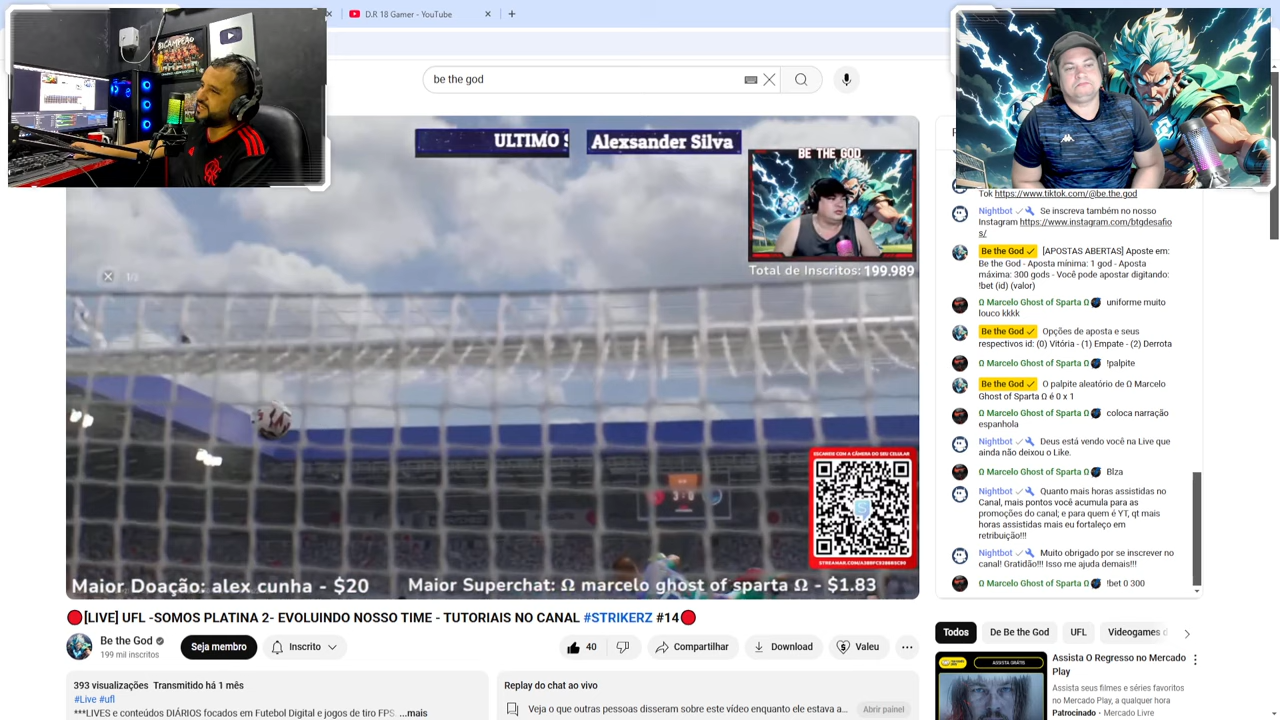 D.R 18 Gamer - YouTube
BICAMPEÃO
be the god
ULTIMO S
Alexsander Silva
BE THE GOD
Total de Inscritos: 199.989
1/2
3 - 0
ESCANEIE COM A CÂMERA DO SEU CELULAR
Maior Doação: alex cunha - $20
Maior Superchat: Ω marcelo ghost of sparta Ω - $1.83
Tok https://www.tiktok.com/@be.the.god
Nightbot Se inscreva também no nosso
Instagram https://www.instagram.com/btgdesafio
s/
Be the God [APOSTAS ABERTAS] Aposte em:
Be the God - Aposta mínima: 1 god - Aposta
máxima: 300 gods - Você pode apostar digitando:
!bet (id) (valor)
Ω Marcelo Ghost of Sparta Ω uniforme muito
louco kkkk
Be the God Opções de aposta e seus
respectivos id: (0) Vitória - (1) Empate - (2) Derrota
Ω Marcelo Ghost of Sparta Ω !palpite
Be the God O palpite aleatório de Ω Marcelo
Ghost of Sparta Ω é 0 x 1
Ω Marcelo Ghost of Sparta Ω coloca narração
espanhola
Nightbot Deus está vendo você na Live que
ainda não deixou o Like.
Ω Marcelo Ghost of Sparta Ω Blza
Nightbot Quanto mais horas assistidas no
Canal, mais pontos você acumula para as
promoções do canal; e para quem é YT, qt mais
horas assistidas mais eu fortaleço em
retribuição!!!
Nightbot Muito obrigado por se inscrever no
canal! Gratidão!!! Isso me ajuda demais!!!
Ω Marcelo Ghost of Sparta Ω !bet 0 300
[LIVE] UFL -SOMOS PLATINA 2- EVOLUINDO NOSSO TIME - TUTORIAIS NO CANAL #STRIKERZ #14
Be the God
199 mil inscritos
Seja membro
Inscrito
40
Compartilhar
Download
Valeu
393 visualizações Transmitido há 1 mês
#Live #ufl
***LIVES e conteúdos DIÁRIOS focados em Futebol Digital e jogos de ...mais
Replay do chat ao vivo
Veja o que outras pessoas disseram sobre este vídeo enquanto ele estava a...
Abrir painel
Todos
De Be the God
UFL
Videogames d
ASSISTA GRÁTIS
Assista O Regresso no Mercado
Play
Assista seus filmes e séries favoritos
no Mercado Play, a qualquer hora
Patrocinado · Mercado Livre